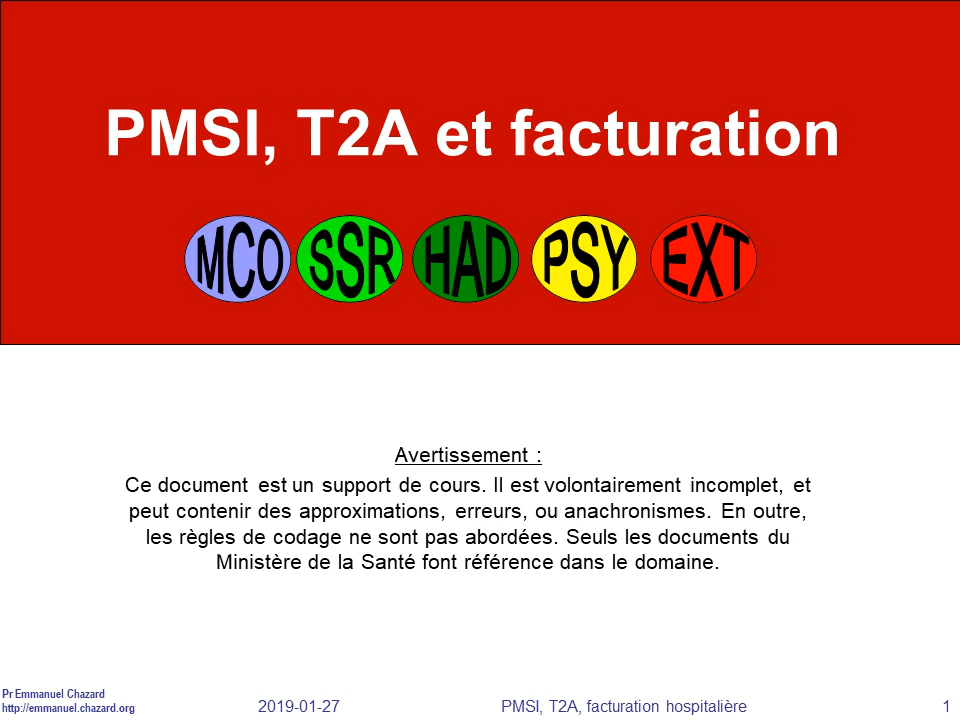 PMSI, T2A et facturation
MCO SSR HAD PSY EXT
Avertissement :
Ce document est un support de cours. Il est volontairement incomplet, et
peut contenir des approximations, erreurs, ou anachronismes. En outre,
les règles de codage ne sont pas abordées. Seuls les documents du
Ministère de la Santé font référence dans le domaine.
Pr Emmanuel Chazard
http://emmanuel.chazard.org
2019-01-27 PMSI, T2A, facturation hospitalière 1